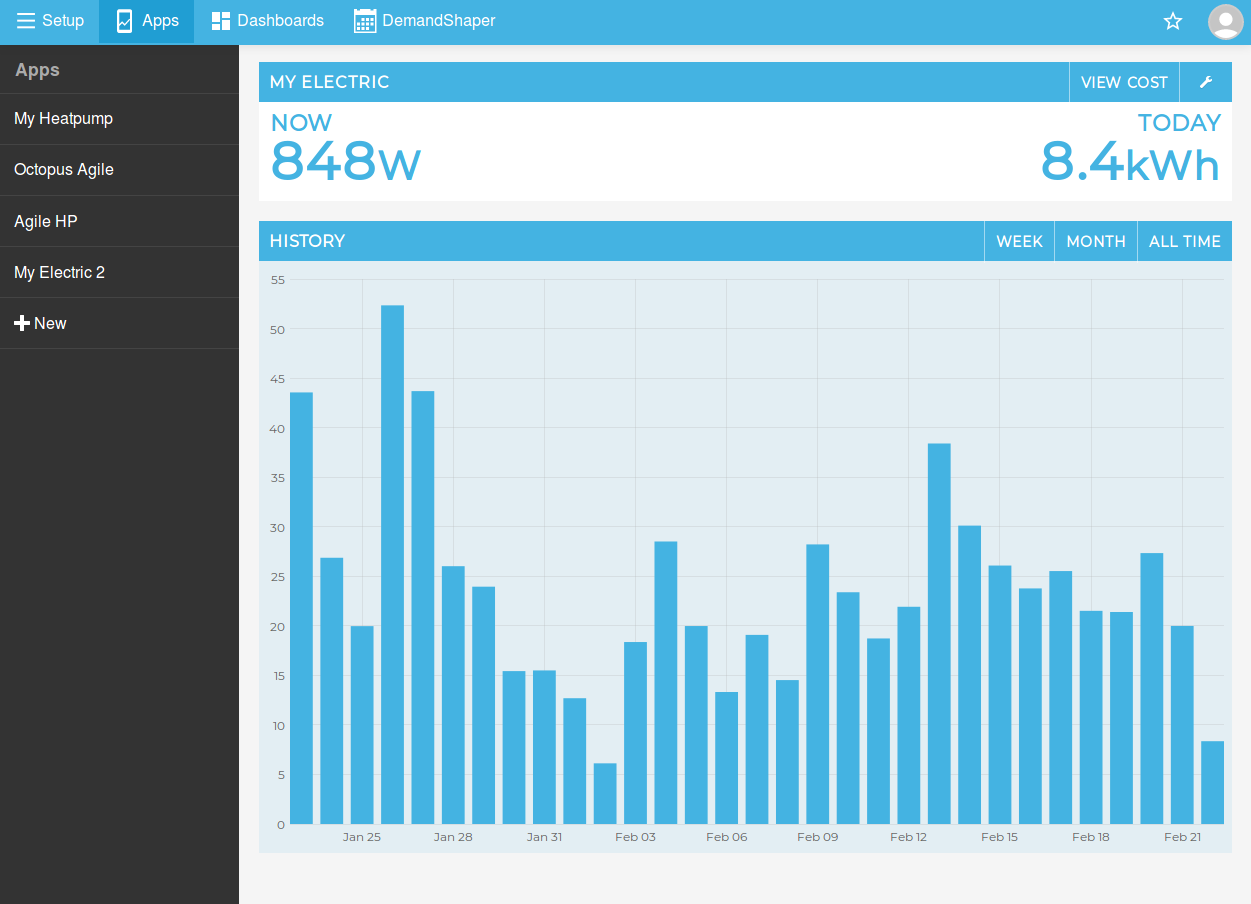 Setup Apps Dashboards DemandShaper
Apps
My Heatpump
Octopus Agile
Agile HP
My Electric 2
New
MY ELECTRIC VIEW COST
NOW TODAY
848W 8.4kWh
HISTORY WEEK MONTH ALL TIME
55
50
45
40
35
30
25
20
15
10
5
0
Jan 25 Jan 28 Jan 31 Feb 03 Feb 06 Feb 09 Feb 12 Feb 15 Feb 18 Feb 21